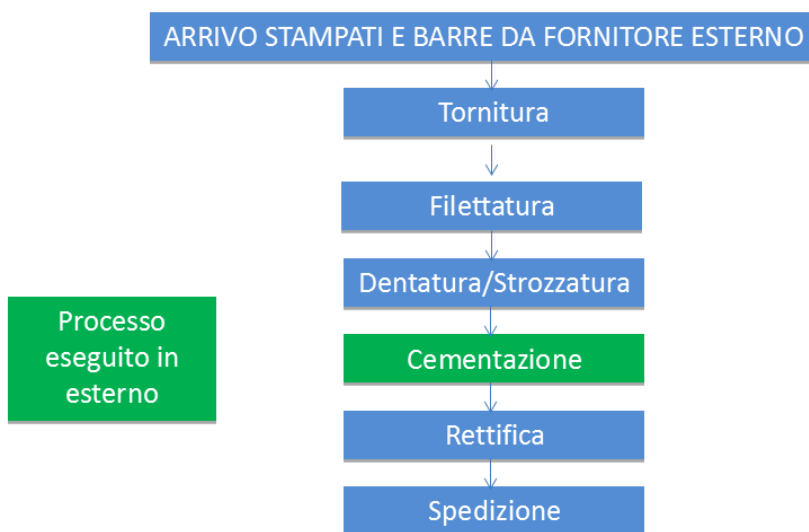 ARRIVO STAMPATI E BARRE DA FORNITORE ESTERNO
Tornitura
Filettatura
Dentatura/Strozzatura
Processo
eseguito in
esterno
Cementazione
Rettifica
Spedizione